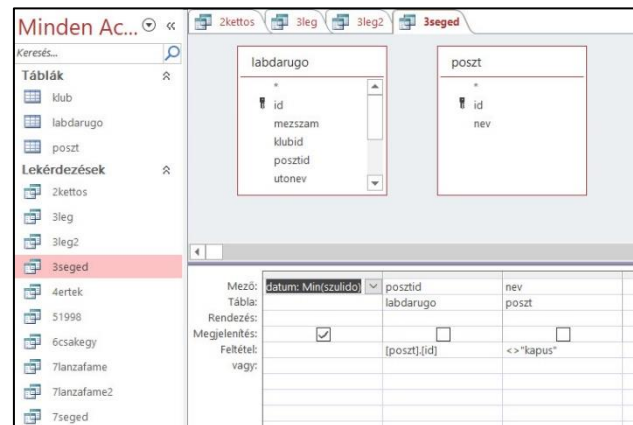 Minden Ac... «
Keresés...
Táblák
klub
labdarugo
poszt
Lekérdezések
2kettos
3leg
3leg2
3seged
4ertek
51998
6csakegy
7lanzafame
7lanzafame2
7seged
2kettos 3leg 3leg2 3seged
labdarugo
*
id
mezszam
klubid
posztid
utonev
poszt
*
id
nev
Mező: datum: Min(szulido) posztid nev
Tábla: labdarugo poszt
Rendezés:
Megjelenítés:
Feltétel: [poszt].[id] <>"kapus"
vagy: